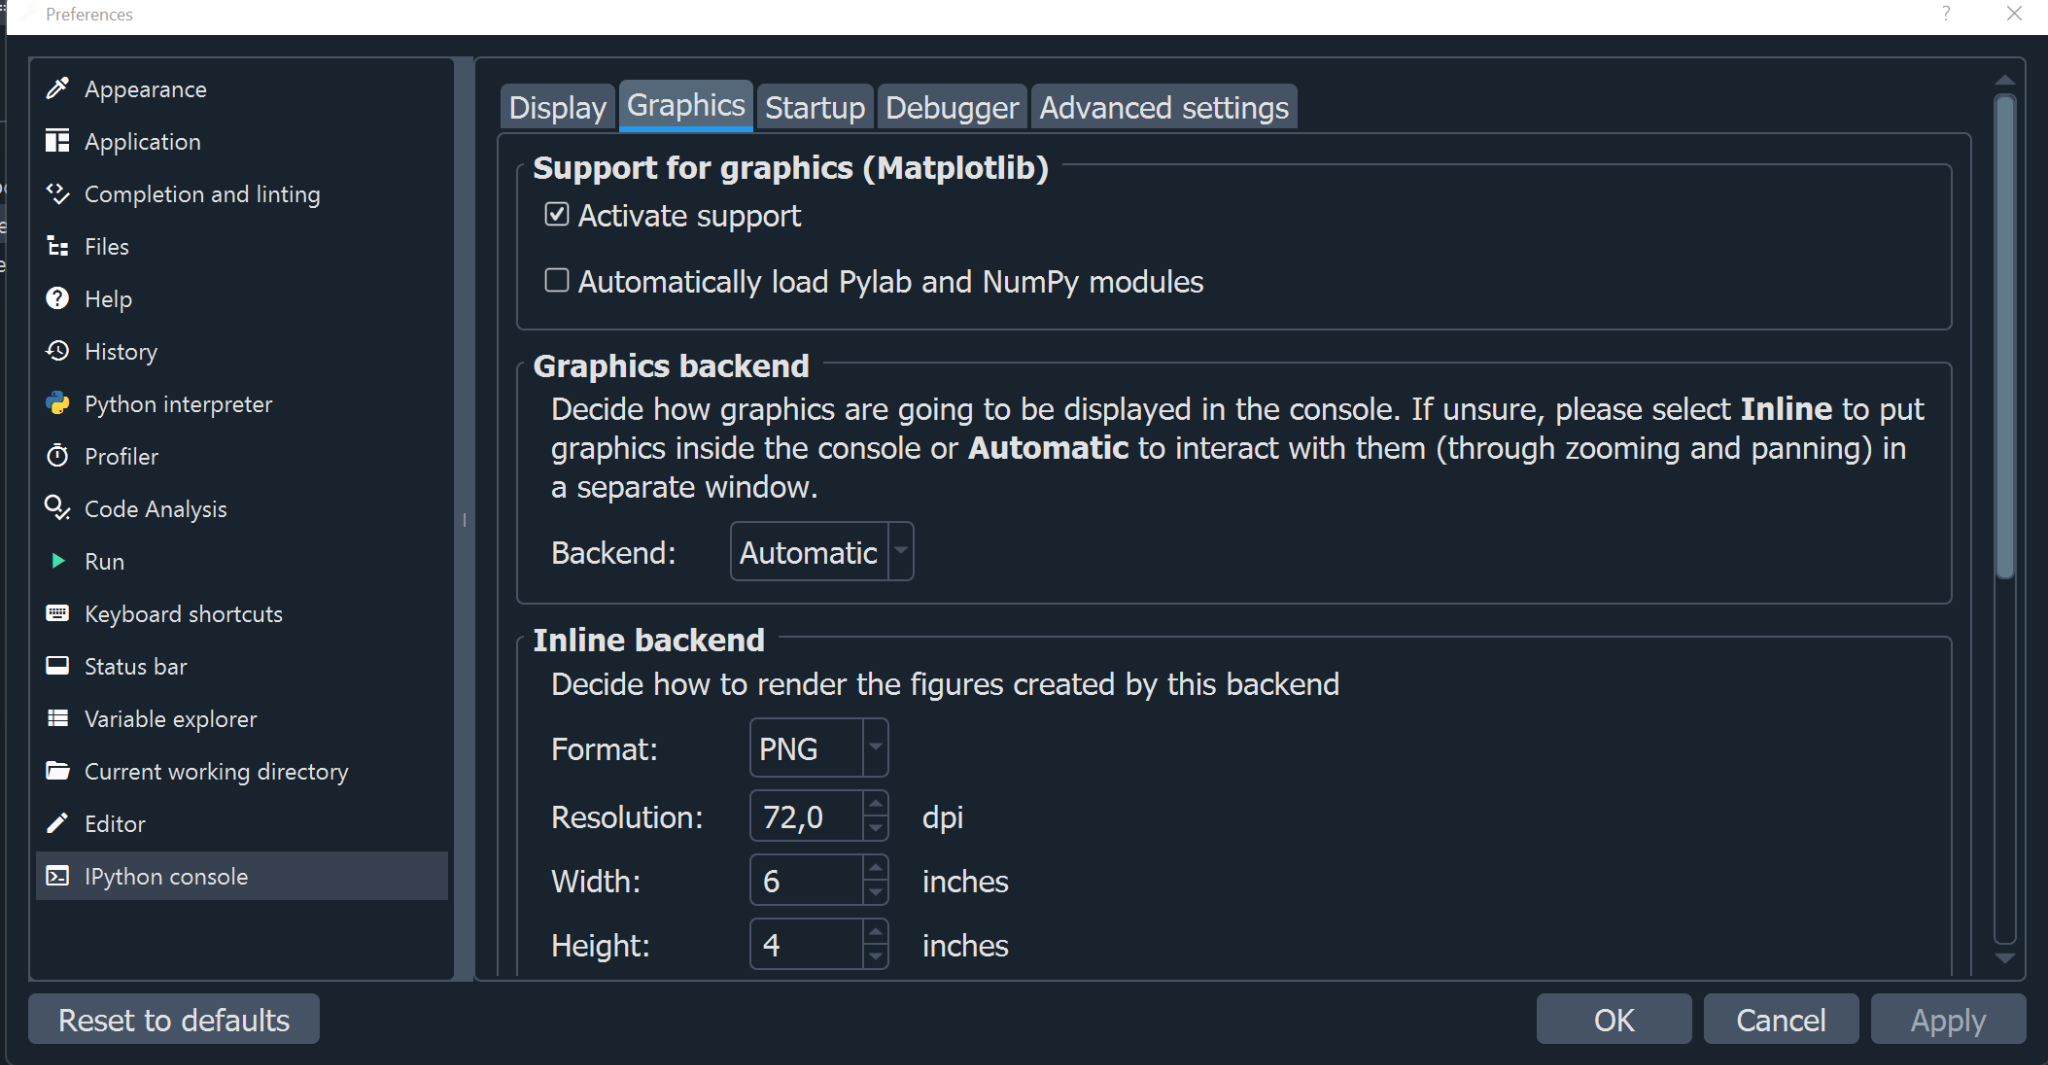 Preferences
?
Appearance
Application
Completion and linting
Files
Help
History
Python interpreter
Profiler
Code Analysis
Run
Keyboard shortcuts
Status bar
Variable explorer
Current working directory
Editor
IPython console
Display Graphics Startup Debugger Advanced settings
Support for graphics (Matplotlib)
Activate support
Automatically load Pylab and NumPy modules
Graphics backend
Decide how graphics are going to be displayed in the console. If unsure, please select Inline to put
graphics inside the console or Automatic to interact with them (through zooming and panning) in
a separate window.
Backend: Automatic
Inline backend
Decide how to render the figures created by this backend
Format: PNG
Resolution: 72,0 dpi
Width: 6 inches
Height: 4 inches
Reset to defaults OK Cancel Apply